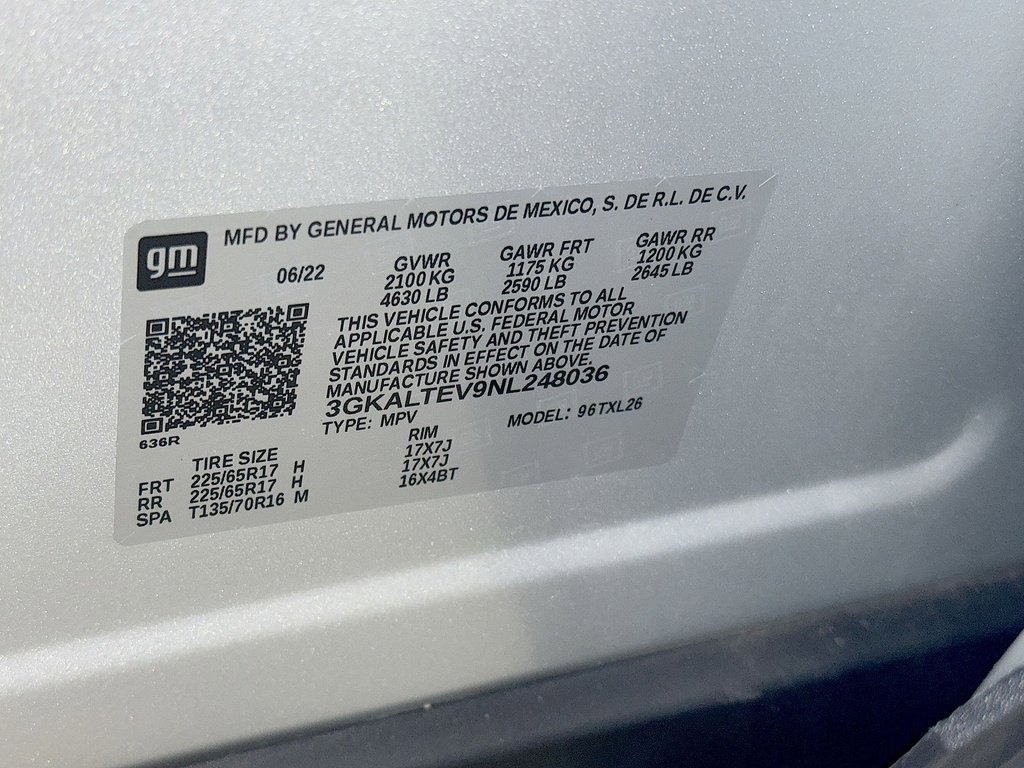 gm
MFD BY GENERAL MOTORS DE MEXICO, S. DE R.L. DE C.V.
06/22
GVWR
2100 KG
4630 LB
GAWR FRT
1175 KG
2590 LB
GAWR RR
1200 KG
2645 LB
THIS VEHICLE CONFORMS TO ALL
APPLICABLE U.S. FEDERAL MOTOR
VEHICLE SAFETY AND THEFT PREVENTION
STANDARDS IN EFFECT ON THE DATE OF
MANUFACTURE SHOWN ABOVE.
3GKALTEV9NL248036
TYPE: MPV
MODEL: 96TXL26
636R
TIRE SIZE RIM
FRT 225/65R17 H 17X7J
RR 225/65R17 H 17X7J
SPA T135/70R16 M 16X4BT